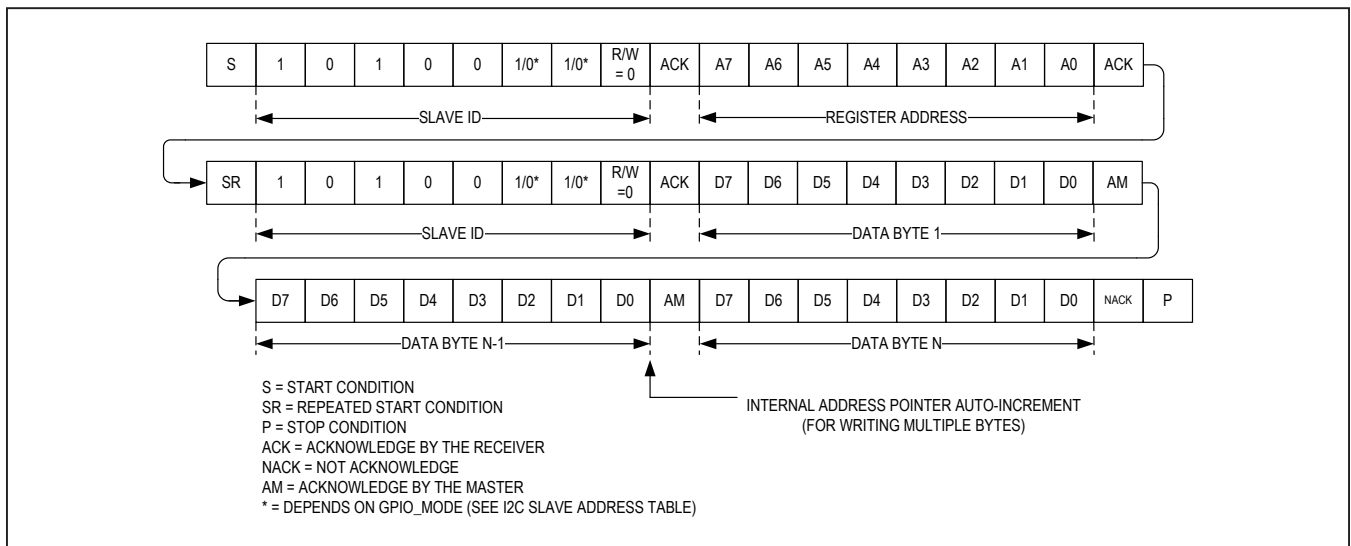 S 1 0 1 0 0 1/0* 1/0* R/W = 0 ACK A7 A6 A5 A4 A3 A2 A1 A0 ACK
SLAVE ID REGISTER ADDRESS
SR 1 0 1 0 0 1/0* 1/0* R/W =0 ACK D7 D6 D5 D4 D3 D2 D1 D0 AM
SLAVE ID DATA BYTE 1
D7 D6 D5 D4 D3 D2 D1 D0 AM D7 D6 D5 D4 D3 D2 D1 D0 NACK P
DATA BYTE N-1 DATA BYTE N
S = START CONDITION
SR = REPEATED START CONDITION
P = STOP CONDITION
ACK = ACKNOWLEDGE BY THE RECEIVER
NACK = NOT ACKNOWLEDGE
AM = ACKNOWLEDGE BY THE MASTER
* = DEPENDS ON GPIO_MODE (SEE I2C SLAVE ADDRESS TABLE)
INTERNAL ADDRESS POINTER AUTO-INCREMENT
(FOR WRITING MULTIPLE BYTES)